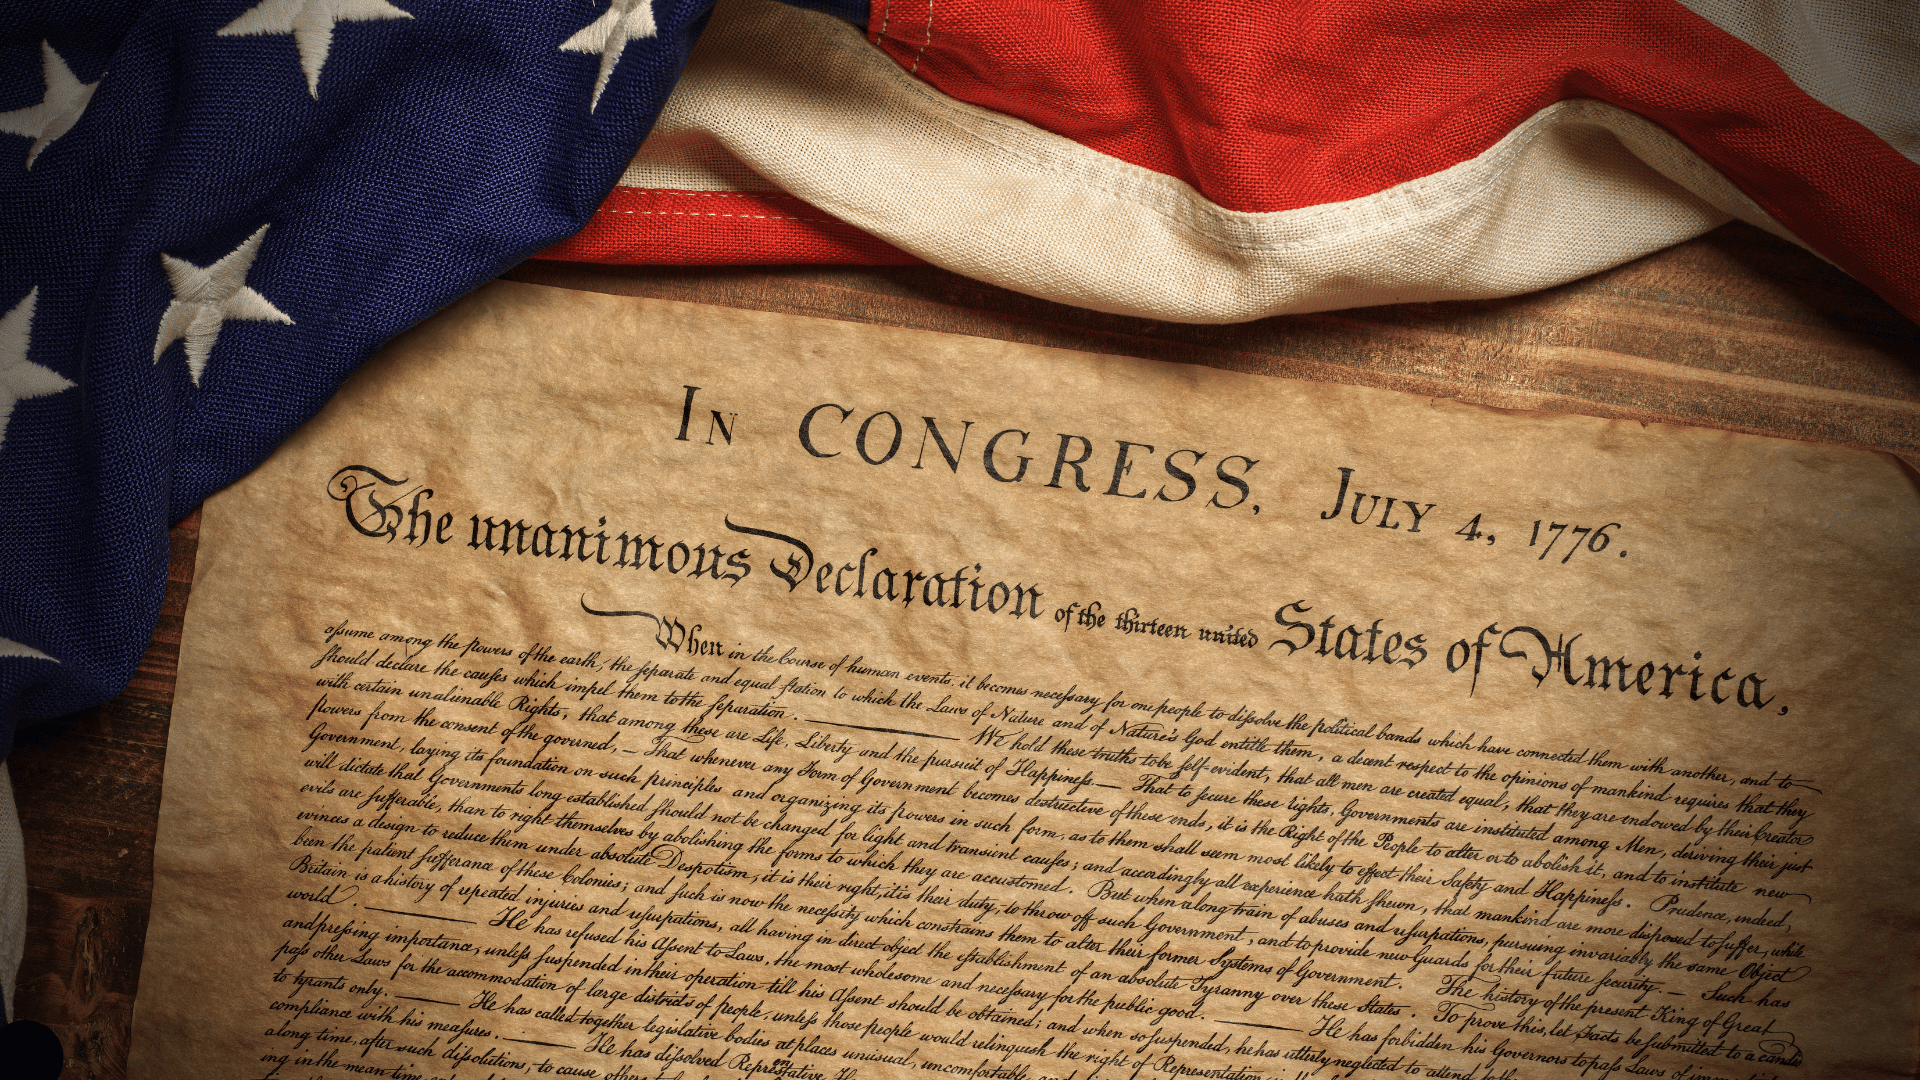 In CONGRESS, July 4, 1776.
The unanimous Declaration of the thirteen united States of America,
When in the Course of human events, it becomes necessary for one people to dissolve the political bands which have connected them with another, and to
assume among the powers of the earth, the separate and equal station to which the Laws of Nature and of Nature's God entitle them, a decent respect to the opinions of mankind requires that they
should declare the causes which impel them to the separation. —— We hold these truths to be self-evident, that all men are created equal, that they are endowed by their Creator
with certain unalienable Rights, that among these are Life, Liberty and the pursuit of Happiness. — That to secure these rights, Governments are instituted among Men, deriving their just
powers from the consent of the governed, — That whenever any Form of Government becomes destructive of these ends, it is the Right of the People to alter or to abolish it, and to institute new
Government, laying its foundation on such principles and organizing its powers in such form, as to them shall seem most likely to effect their Safety and Happiness. Prudence, indeed,
will dictate that Governments long established should not be changed for light and transient causes; and accordingly all experience hath shewn, that mankind are more disposed to suffer, while
evils are sufferable, than to right themselves by abolishing the forms to which they are accustomed. But when a long train of abuses and usurpations, pursuing invariably the same Object
evinces a design to reduce them under absolute Despotism, it is their right, it is their duty, to throw off such Government, and to provide new Guards for their future security. — Such has
been the patient sufferance of these Colonies; and such is now the necessity which constrains them to alter their former Systems of Government. The history of the present King of Great
Britain is a history of repeated injuries and usurpations, all having in direct object the establishment of an absolute Tyranny over these States. To prove this, let Facts be submitted to a candid
world. —— He has refused his Assent to Laws, the most wholesome and necessary for the public good. —— He has forbidden his Governors to pass Laws of
and pressing importance, unless suspended in their operation till his Assent should be obtained; and when so suspended, he has utterly neglected to attend
pass other Laws for the accommodation of large districts of people, unless those people would relinquish the right of Representation in
to tyrants only. —— He has called together legislative bodies at places unusual, uncomfortable, and
compliance with his measures. —— He has dissolved Representative
along time, after such dissolutions, to cause others
ing in the mean time